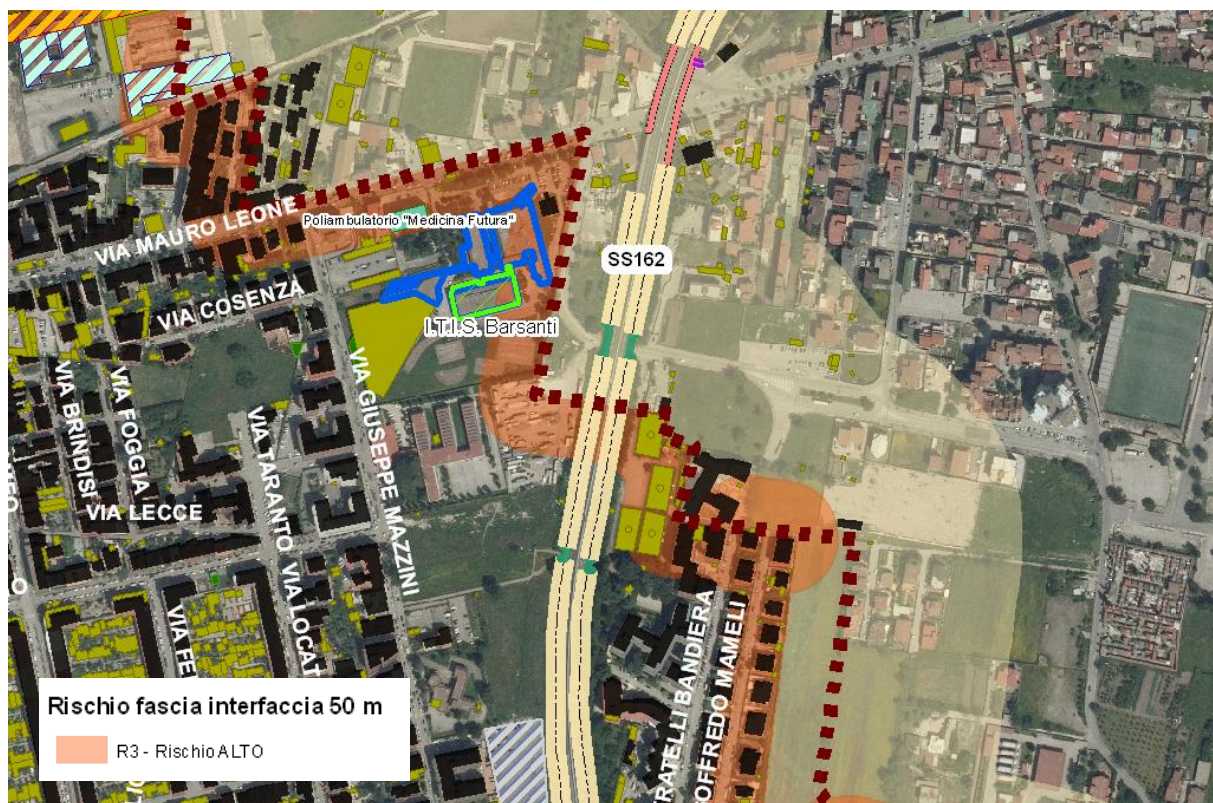 SS162
VIA MAURO LEONE
Poliambulatorio "Medicina Futura"
VIA COSENZA
I.T.I.S. Barsanti
VIA BRINDISI
VIA FOGGIA
VIA GIUSEPPE MAZZINI
VIA TARANTO
VIA LOCAT
VIA LECCE
VIA FE
FRATELLI BANDIERA
OFFREDO MAMELI
Rischio fascia interfaccia 50 m
R3 - Rischio ALTO